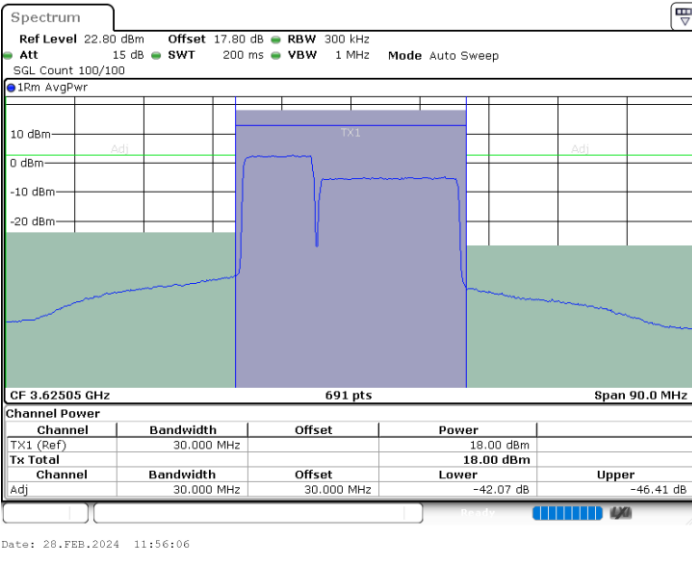 Spectrum
Ref Level 22.80 dBm Offset 17.80 dB RBW 300 kHz
Att 15 dB SWT 200 ms VBW 1 MHz Mode Auto Sweep
SGL Count 100/100
1Rm AvgPwr
10 dBm
TX1
Adj
Adj
0 dBm
-10 dBm
-20 dBm
CF 3.62505 GHz 691 pts Span 90.0 MHz
Channel Power
Channel Bandwidth Offset Power
TX1 (Ref) 30.000 MHz 18.00 dBm
Tx Total 18.00 dBm
Channel Bandwidth Offset Lower Upper
Adj 30.000 MHz 30.000 MHz -42.07 dB -46.41 dB
Ready
Date: 28.FEB.2024 11:56:06